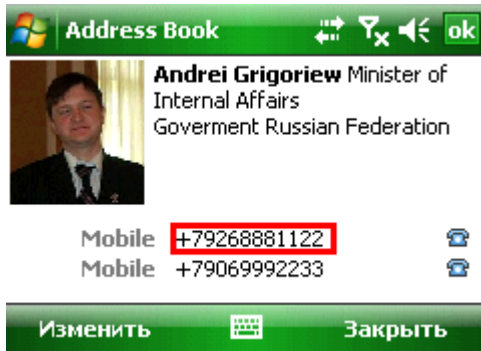 Address Book ok
Andrei Grigoriew Minister of
Internal Affairs
Goverment Russian Federation
Mobile +79268881122
Mobile +79069992233
Изменить Закрыть